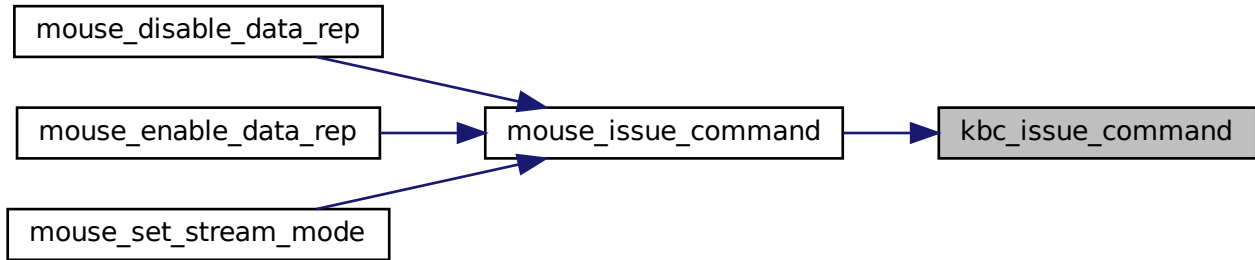 mouse_disable_data_rep
mouse_enable_data_rep
mouse_issue_command
kbc_issue_command
mouse_set_stream_mode